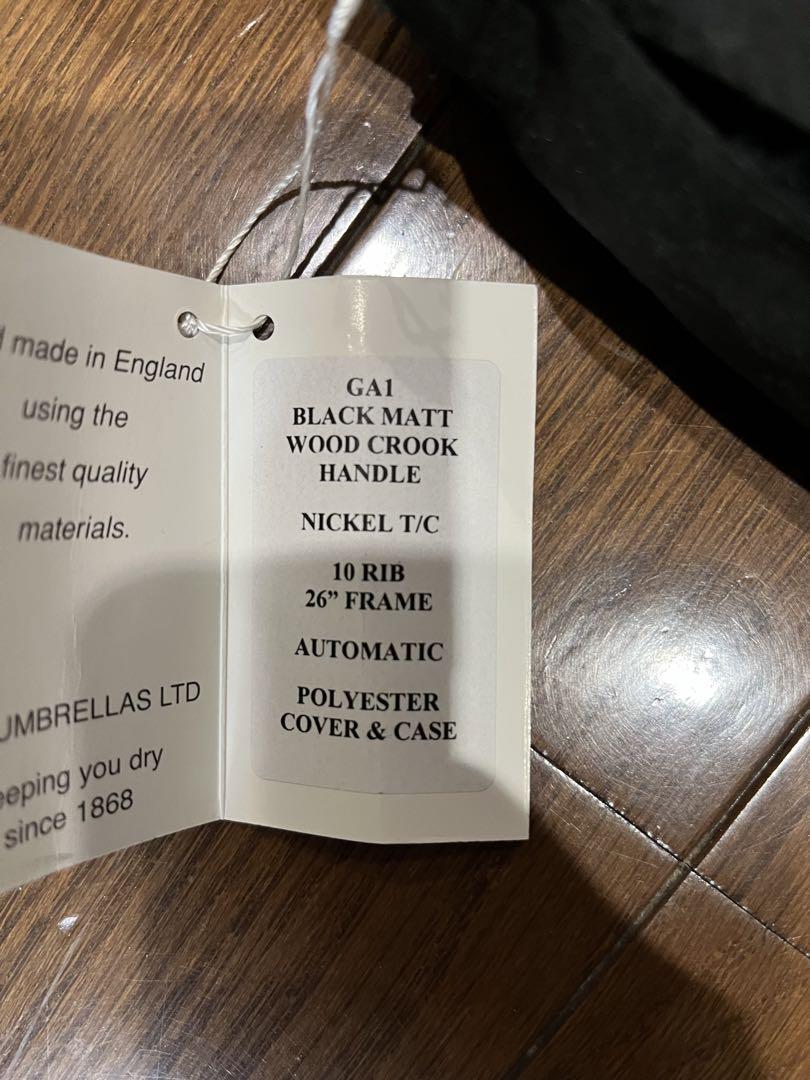 made in England
using the
finest quality
materials.
UMBRELLAS LTD
eeping you dry
since 1868
GA1
BLACK MATT
WOOD CROOK
HANDLE
NICKEL T/C
10 RIB
26” FRAME
AUTOMATIC
POLYESTER
COVER & CASE